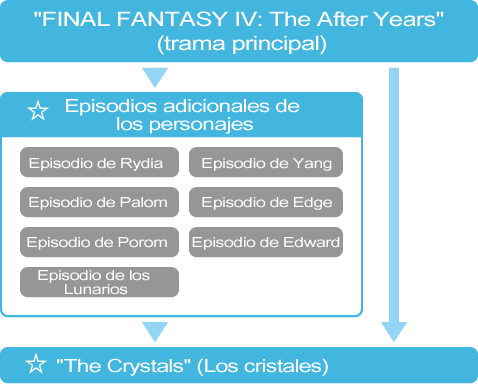 "FINAL FANTASY IV: The After Years"
(trama principal)
Episodios adicionales de
los personajes
Episodio de Rydia
Episodio de Yang
Episodio de Palom
Episodio de Edge
Episodio de Porom
Episodio de Edward
Episodio de los
Lunarios
"The Crystals" (Los cristales)